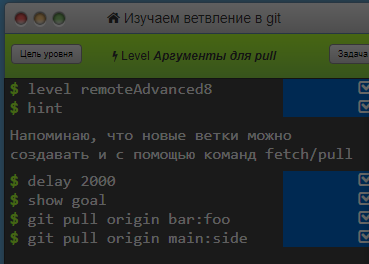 Изучаем ветвление в git
Цель уровня
Level Аргументы для pull
Задача
$ level remoteAdvanced8
$ hint
Напоминаю, что новые ветки можно
создавать и с помощью команд fetch/pull
$ delay 2000
$ show goal
$ git pull origin bar:foo
$ git pull origin main:side